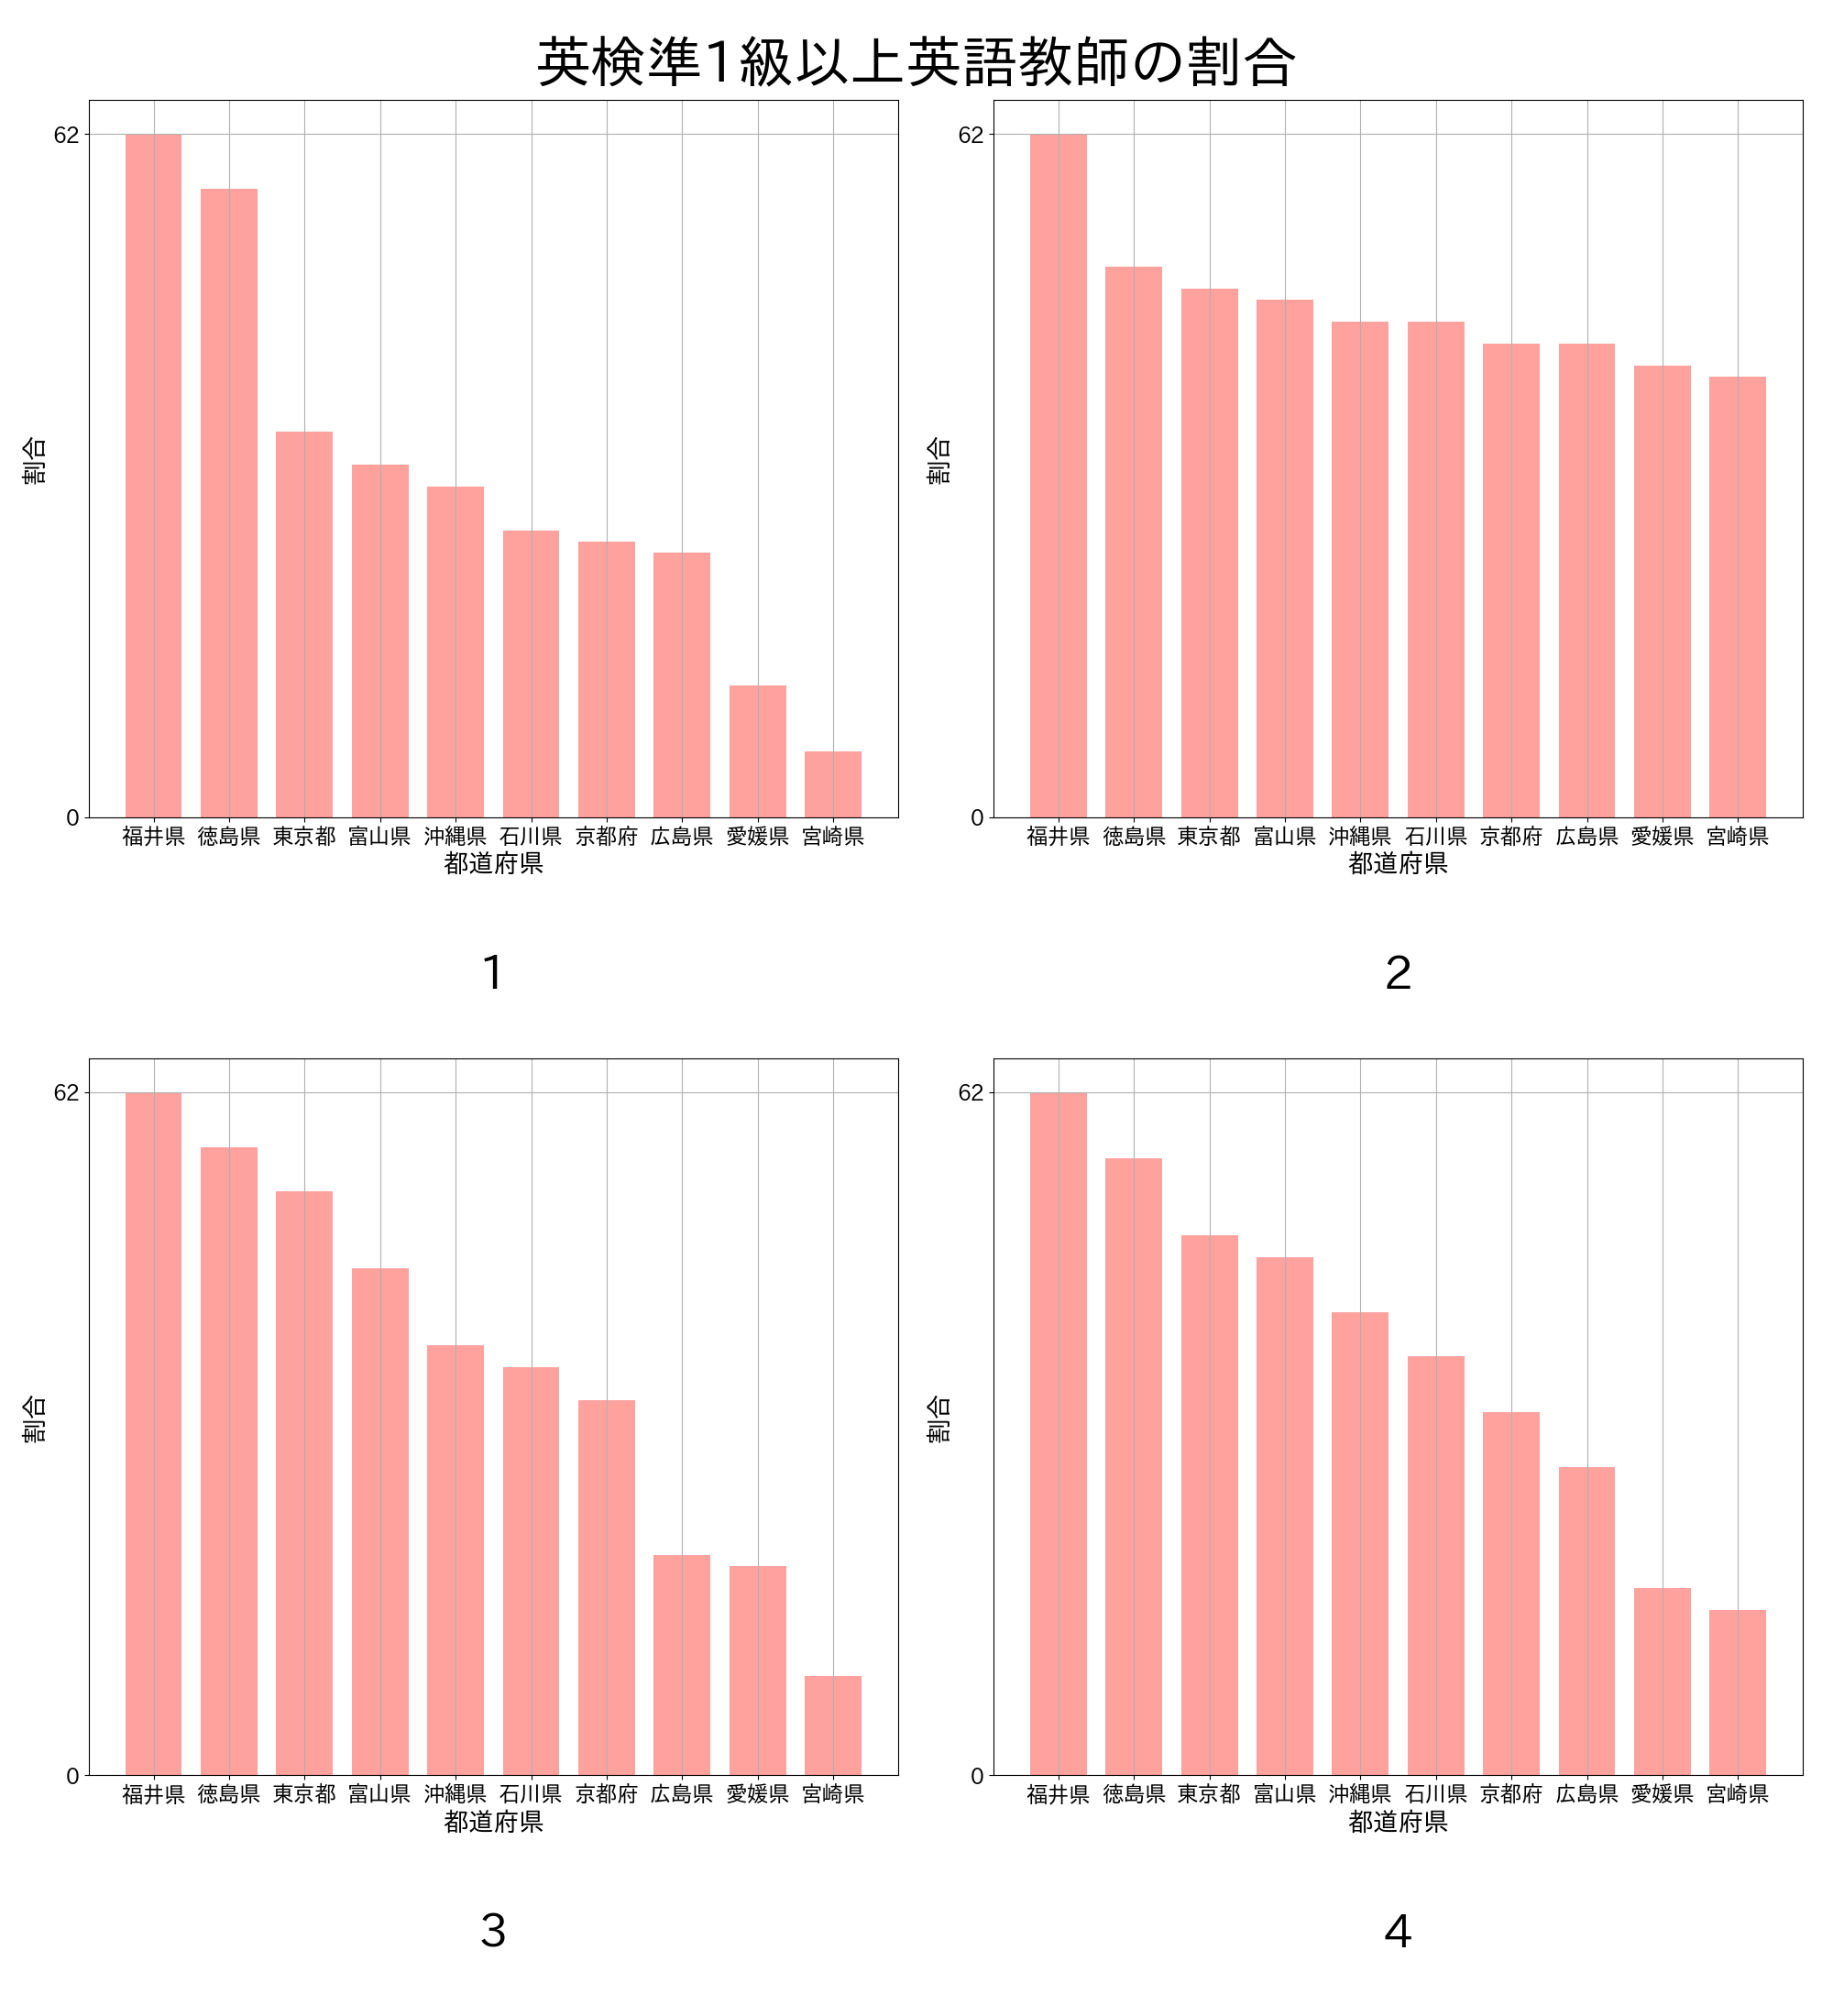 英検準1級以上英語教師の割合
62
0
割合
福井県 徳島県 東京都 富山県 沖縄県 石川県 京都府 広島県 愛媛県 宮崎県
都道府県
1
62
0
割合
福井県 徳島県 東京都 富山県 沖縄県 石川県 京都府 広島県 愛媛県 宮崎県
都道府県
2
62
0
割合
福井県 徳島県 東京都 富山県 沖縄県 石川県 京都府 広島県 愛媛県 宮崎県
都道府県
3
62
0
割合
福井県 徳島県 東京都 富山県 沖縄県 石川県 京都府 広島県 愛媛県 宮崎県
都道府県
4